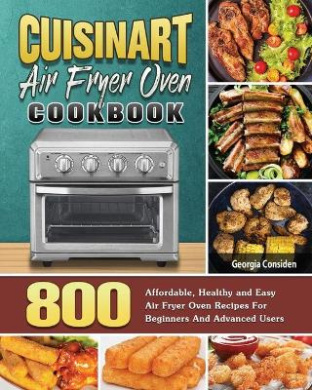 CUISINART
Air Fryer Oven
COOKBOOK
Georgia Considen
800
Affordable, Healthy and Easy
Air Fryer Oven Recipes For
Beginners And Advanced Users